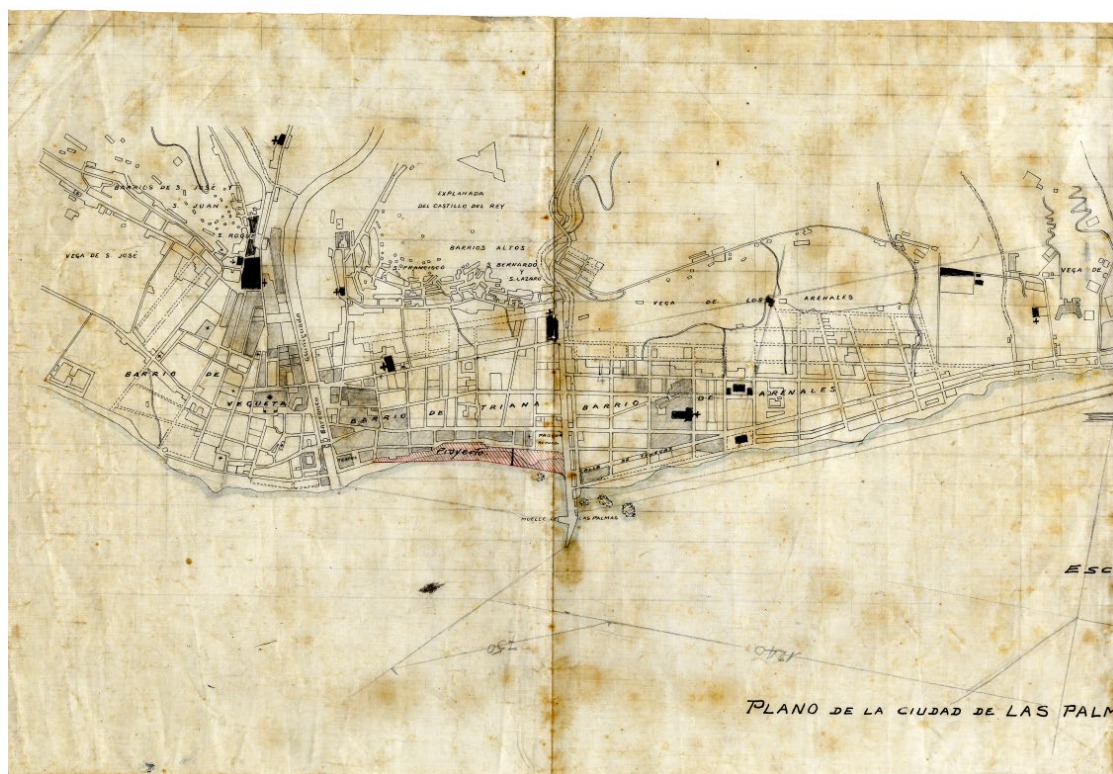 BARRIOS DE S. JOSÉ Y
S. JUAN
S. ROQUE
VEGA DE S. JOSÉ
EXPLANADA
DEL CASTILLO DEL REY
BARRIOS ALTOS
S. FRANCISCO
S. BERNARDO
Y
S. LAZARO
VEGA DE LOS ARENALES
VEGA DE
BARRIO DE
VEGUETA
BARRIO DE TRIANA
BARRIO DE ARENALES
Proyecto
MUELLE DE LAS PALMAS
ESC
750
1240
PLANO DE LA CIUDAD DE LAS PALM